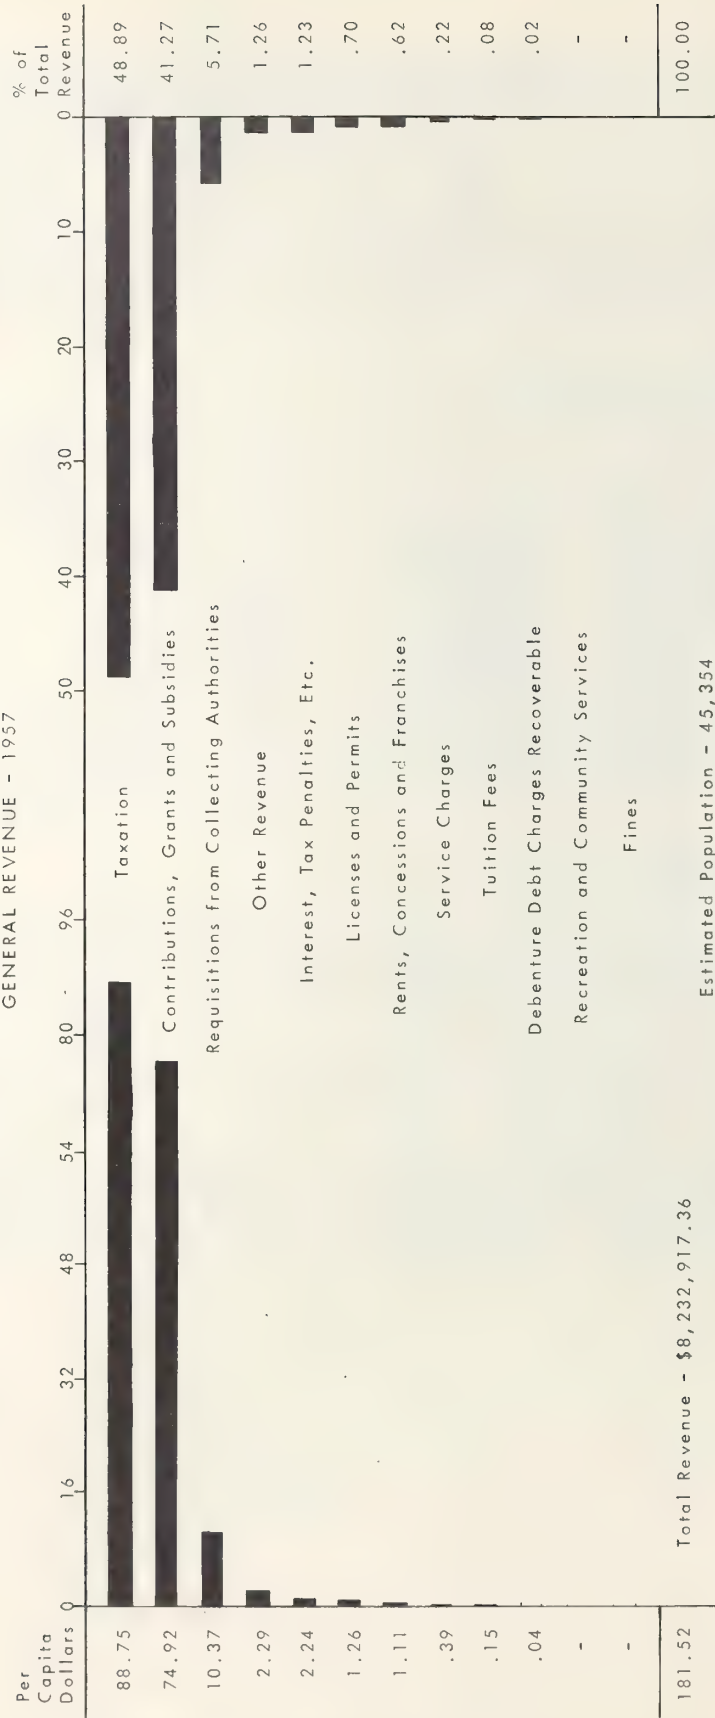 GENERAL REVENUE - 1957
Per Capita Dollars
% of Total Revenue
0 16 32 48 54 80 96
50 40 30 20 10 0
88.75 Taxation 48.89
74.92 Contributions, Grants and Subsidies 41.27
10.37 Requisitions from Collecting Authorities 5.71
2.29 Other Revenue 1.26
2.24 Interest, Tax Penalties, Etc. 1.23
1.26 Licenses and Permits .70
1.11 Rents, Concessions and Franchises .62
.39 Service Charges .22
.15 Tuition Fees .08
.04 Debenture Debt Charges Recoverable .02
- Recreation and Community Services -
- Fines -
181.52 Total Revenue - $8,232,917.36 100.00
Estimated Population - 45,354